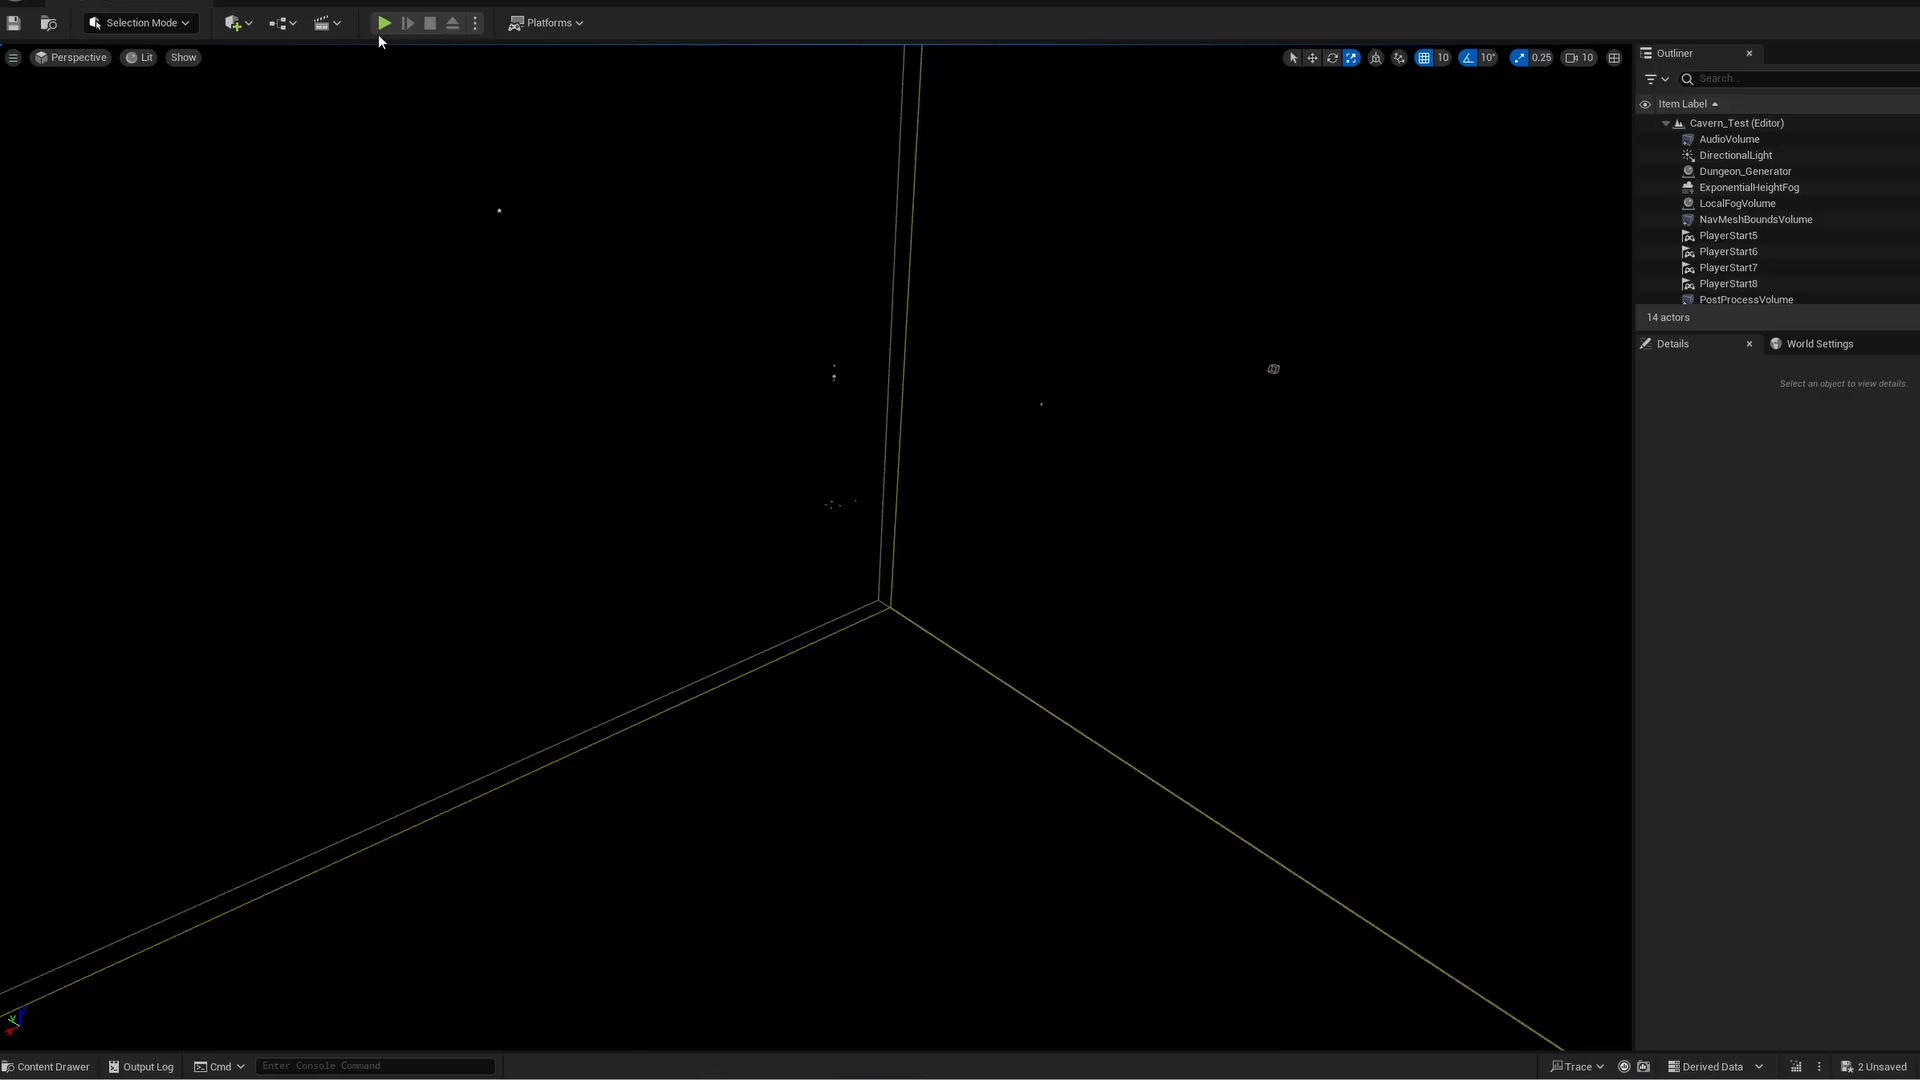 Selection Mode
Platforms
Perspective
Lit
Show
10
10°
0.25
10
Outliner
Search...
Item Label
Cavern_Test (Editor)
AudioVolume
DirectionalLight
Dungeon_Generator
ExponentialHeightFog
LocalFogVolume
NavMeshBoundsVolume
PlayerStart5
PlayerStart6
PlayerStart7
PlayerStart8
PostProcessVolume
14 actors
Details
World Settings
Select an object to view details.
Content Drawer
Output Log
Cmd
Enter Console Command
Trace
Derived Data
2 Unsaved